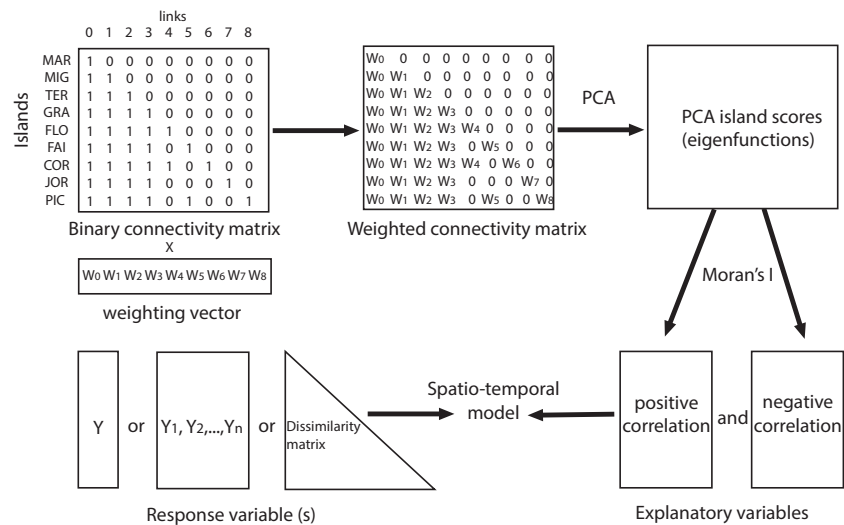 links
0 1 2 3 4 5 6 7 8
Islands
MAR 1 0 0 0 0 0 0 0 0
MIG 1 1 0 0 0 0 0 0 0
TER 1 1 1 0 0 0 0 0 0
GRA 1 1 1 1 0 0 0 0 0
FLO 1 1 1 1 1 0 0 0 0
FAI 1 1 1 1 0 1 0 0 0
COR 1 1 1 1 1 0 1 0 0
JOR 1 1 1 1 0 0 0 1 0
PIC 1 1 1 1 0 1 0 0 1
Binary connectivity matrix
x
W0 W1 W2 W3 W4 W5 W6 W7 W8
weighting vector
W0 0 0 0 0 0 0 0 0
W0 W1 0 0 0 0 0 0 0
W0 W1 W2 0 0 0 0 0 0
W0 W1 W2 W3 0 0 0 0 0
W0 W1 W2 W3 W4 0 0 0 0
W0 W1 W2 W3 0 W5 0 0 0
W0 W1 W2 W3 W4 0 W6 0 0
W0 W1 W2 W3 0 0 0 W7 0
W0 W1 W2 W3 0 W5 0 0 W8
Weighted connectivity matrix
PCA
PCA island scores
(eigenfunctions)
Moran's I
Y or Y1, Y2,...,Yn or Dissimilarity
matrix
Response variable (s)
Spatio-temporal
model
positive
correlation
and
negative
correlation
Explanatory variables